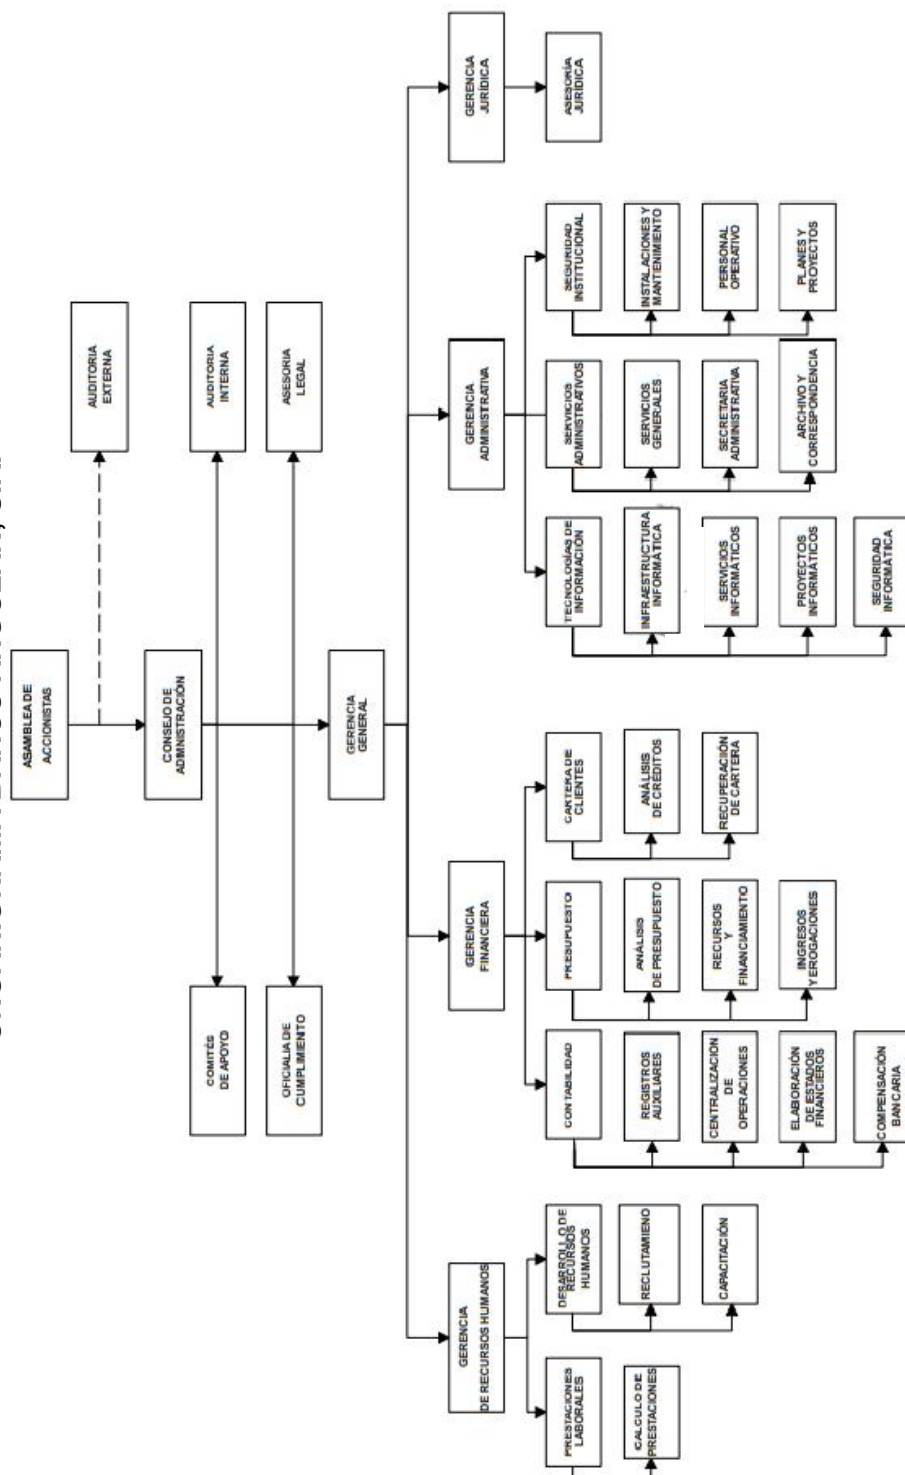 ASAMBLEA DE
ACCIONISTAS
AUDITORIA
EXTERNA
CONSEJO DE
ADMINISTRACIÓN
COMITÉS
DE APOYO
AUDITORIA
INTERNA
OFICIALIA DE
CUMPLIMIENTO
ASESORIA
LEGAL
GERENCIA
GENERAL
GERENCIA
DE RECURSOS HUMANOS
GERENCIA
FINANCIERA
GERENCIA
ADMINISTRATIVA
GERENCIA
JURÍDICA
PRESTACIONES
LABORALES
CALCULO DE
PRESTACIONES
DESARROLLO DE
RECURSOS
HUMANOS
RECLUTAMIENO
CAPACITACIÓN
CONTABILIDAD
REGISTROS
AUXILIARES
CENTRALIZACIÓN
DE
OPERACIONES
ELABORACIÓN
DE ESTADOS
FINANCIEROS
COMPENSACIÓN
BANCARIA
PRESUPUESTO
ANÁLISIS
DE PRESUPUESTO
RECURSOS
Y
FINANCIAMIENTO
INGRESOS
Y EROGACIONES
CARTERA DE
CLIENTES
ANÁLISIS
DE CRÉDITOS
RECUPERACIÓN
DE CARTERA
TECNOLOGÍAS DE
INFORMACIÓN
INFRAESTRUCTURA
INFORMÁTICA
SERVICIOS
INFORMÁTICOS
PROYECTOS
INFORMÁTICOS
SEGURIDAD
INFORMÁTICA
SERVICIOS
ADMINISTRATIVOS
SERVICIOS
GENERALES
SECRETARIA
ADMINISTRATIVA
ARCHIVO Y
CORRESPONDENCIA
SEGURIDAD
INSTITUCIONAL
INSTALACIONES Y
MANTENIMIENTO
PERSONAL
OPERATIVO
PLANES Y
PROYECTOS
ASESORÍA
JURÍDICA